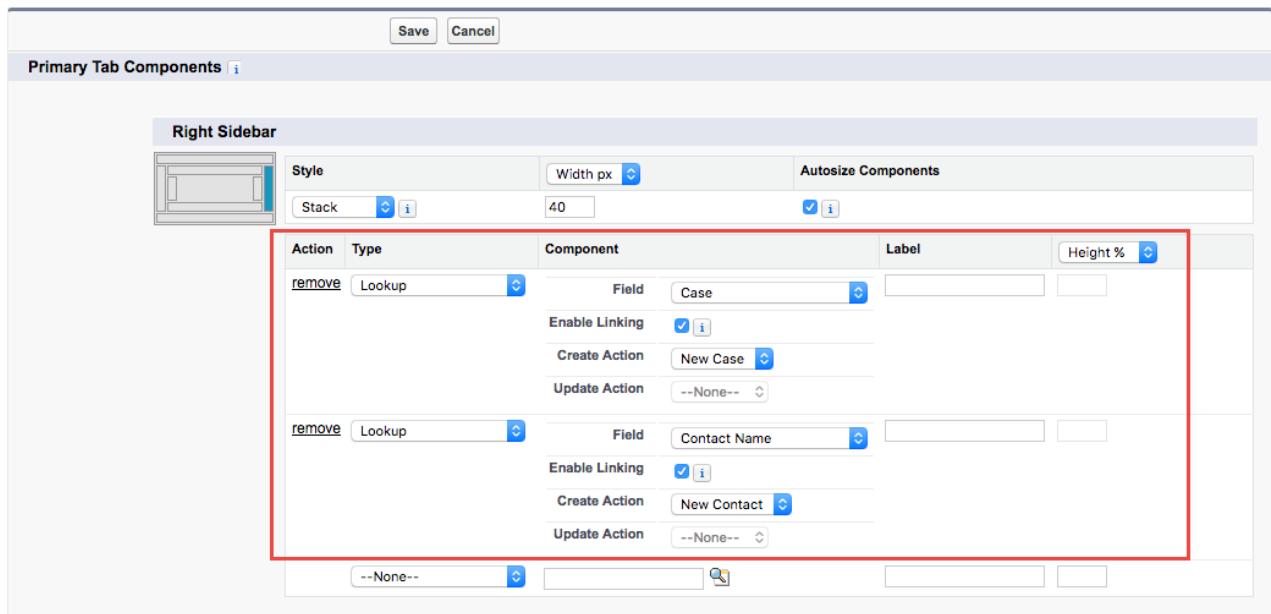 Save Cancel
Primary Tab Components i
Right Sidebar
Style Width px Autosize Components
Stack i 40 i
Action Type Component Label Height %
remove Lookup Field Case
Enable Linking i
Create Action New Case
Update Action --None--
remove Lookup Field Contact Name
Enable Linking i
Create Action New Contact
Update Action --None--
--None--